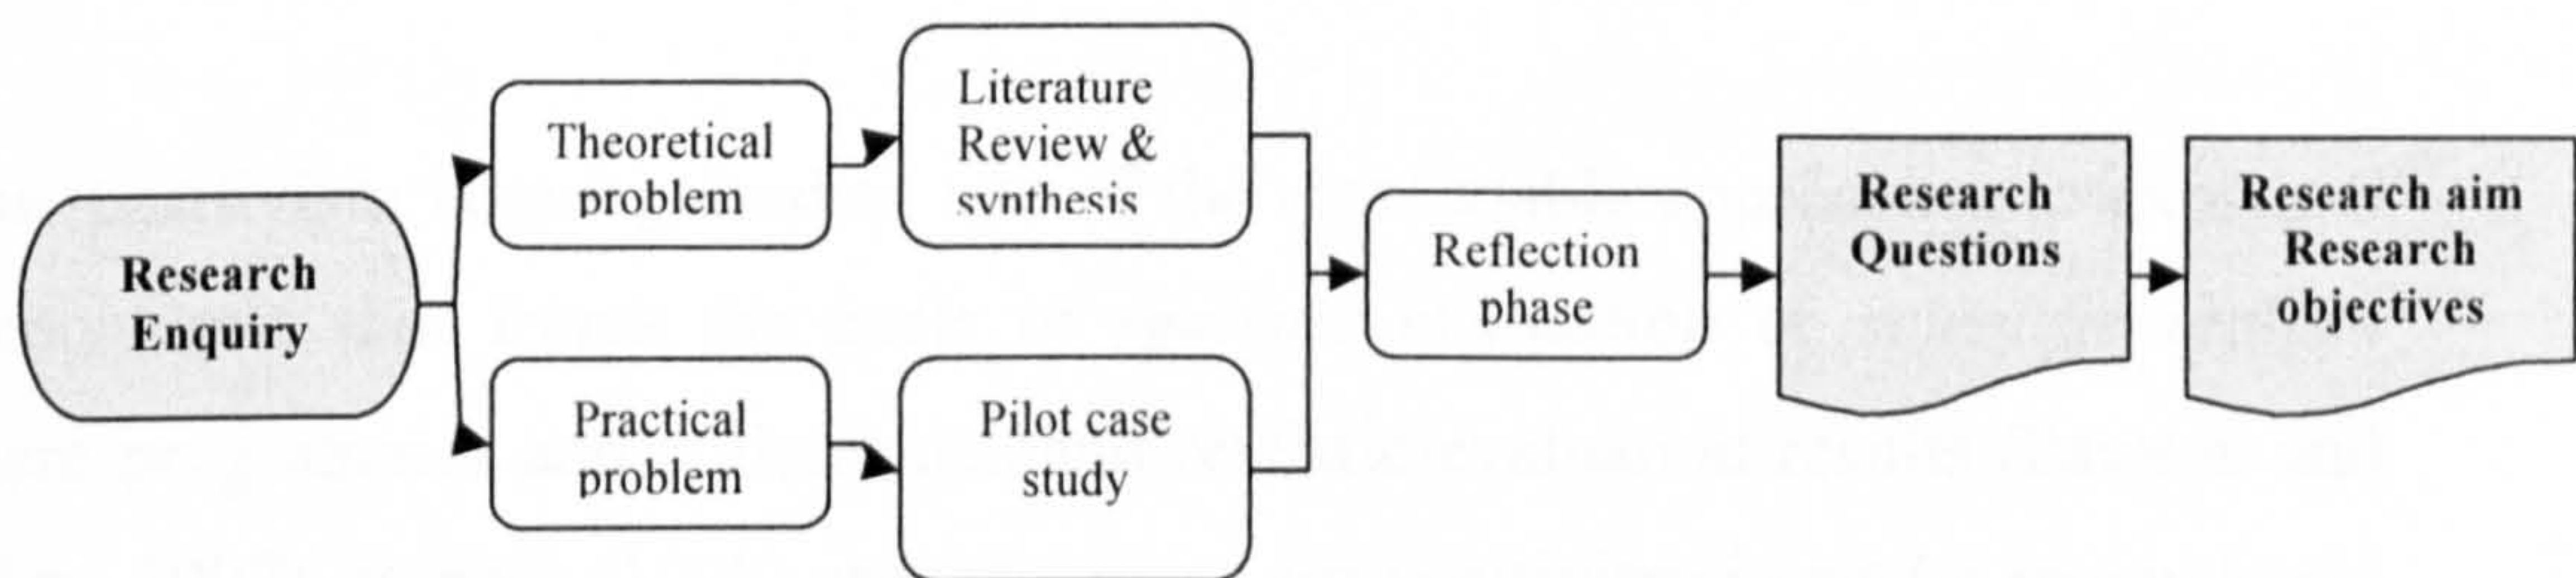 Research
Enquiry
Theoretical
problem
Literature
Review &
synthesis
Practical
problem
Pilot case
study
Reflection
phase
Research
Questions
Research aim
Research
objectives